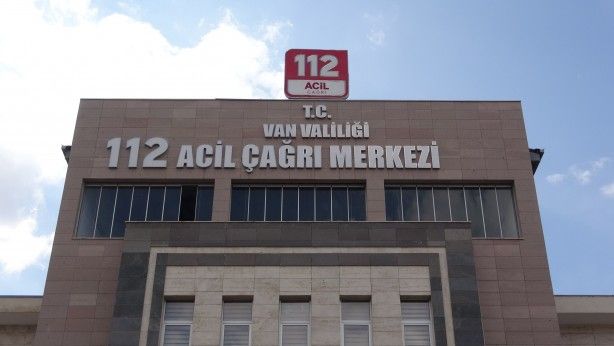 112
ACİL
ÇAĞRI
T.C.
VAN VALİLİĞİ
112 ACİL ÇAĞRI MERKEZİ